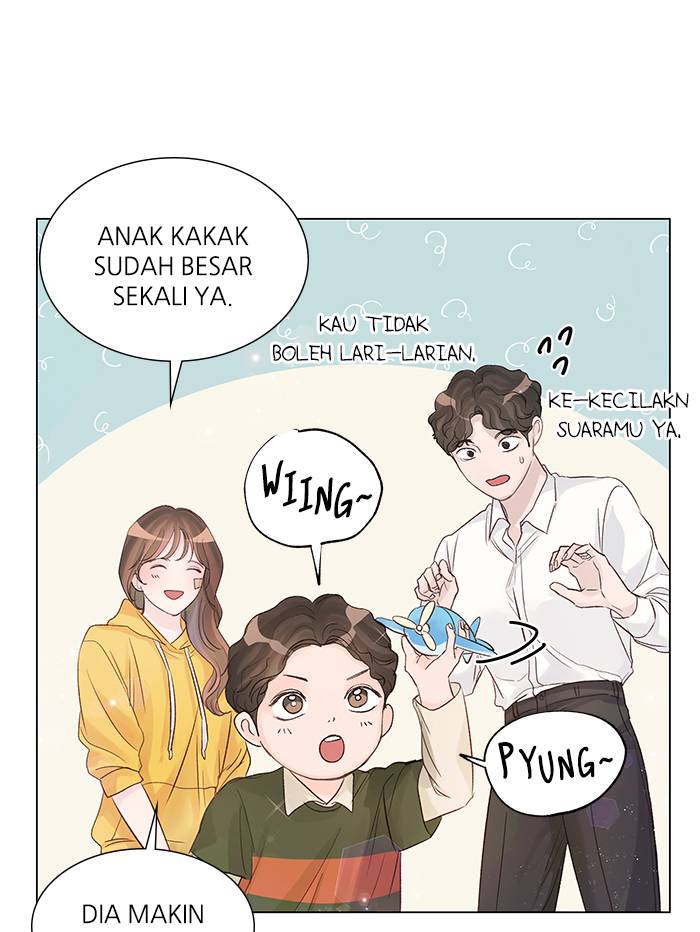 ANAK KAKAK
SUDAH BESAR
SEKALI YA.
KAU TIDAK
BOLEH LARI-LARIAN.
KE-KECILAKN
SUARAMU YA.
WIING~
PYUNG~
DIA MAKIN